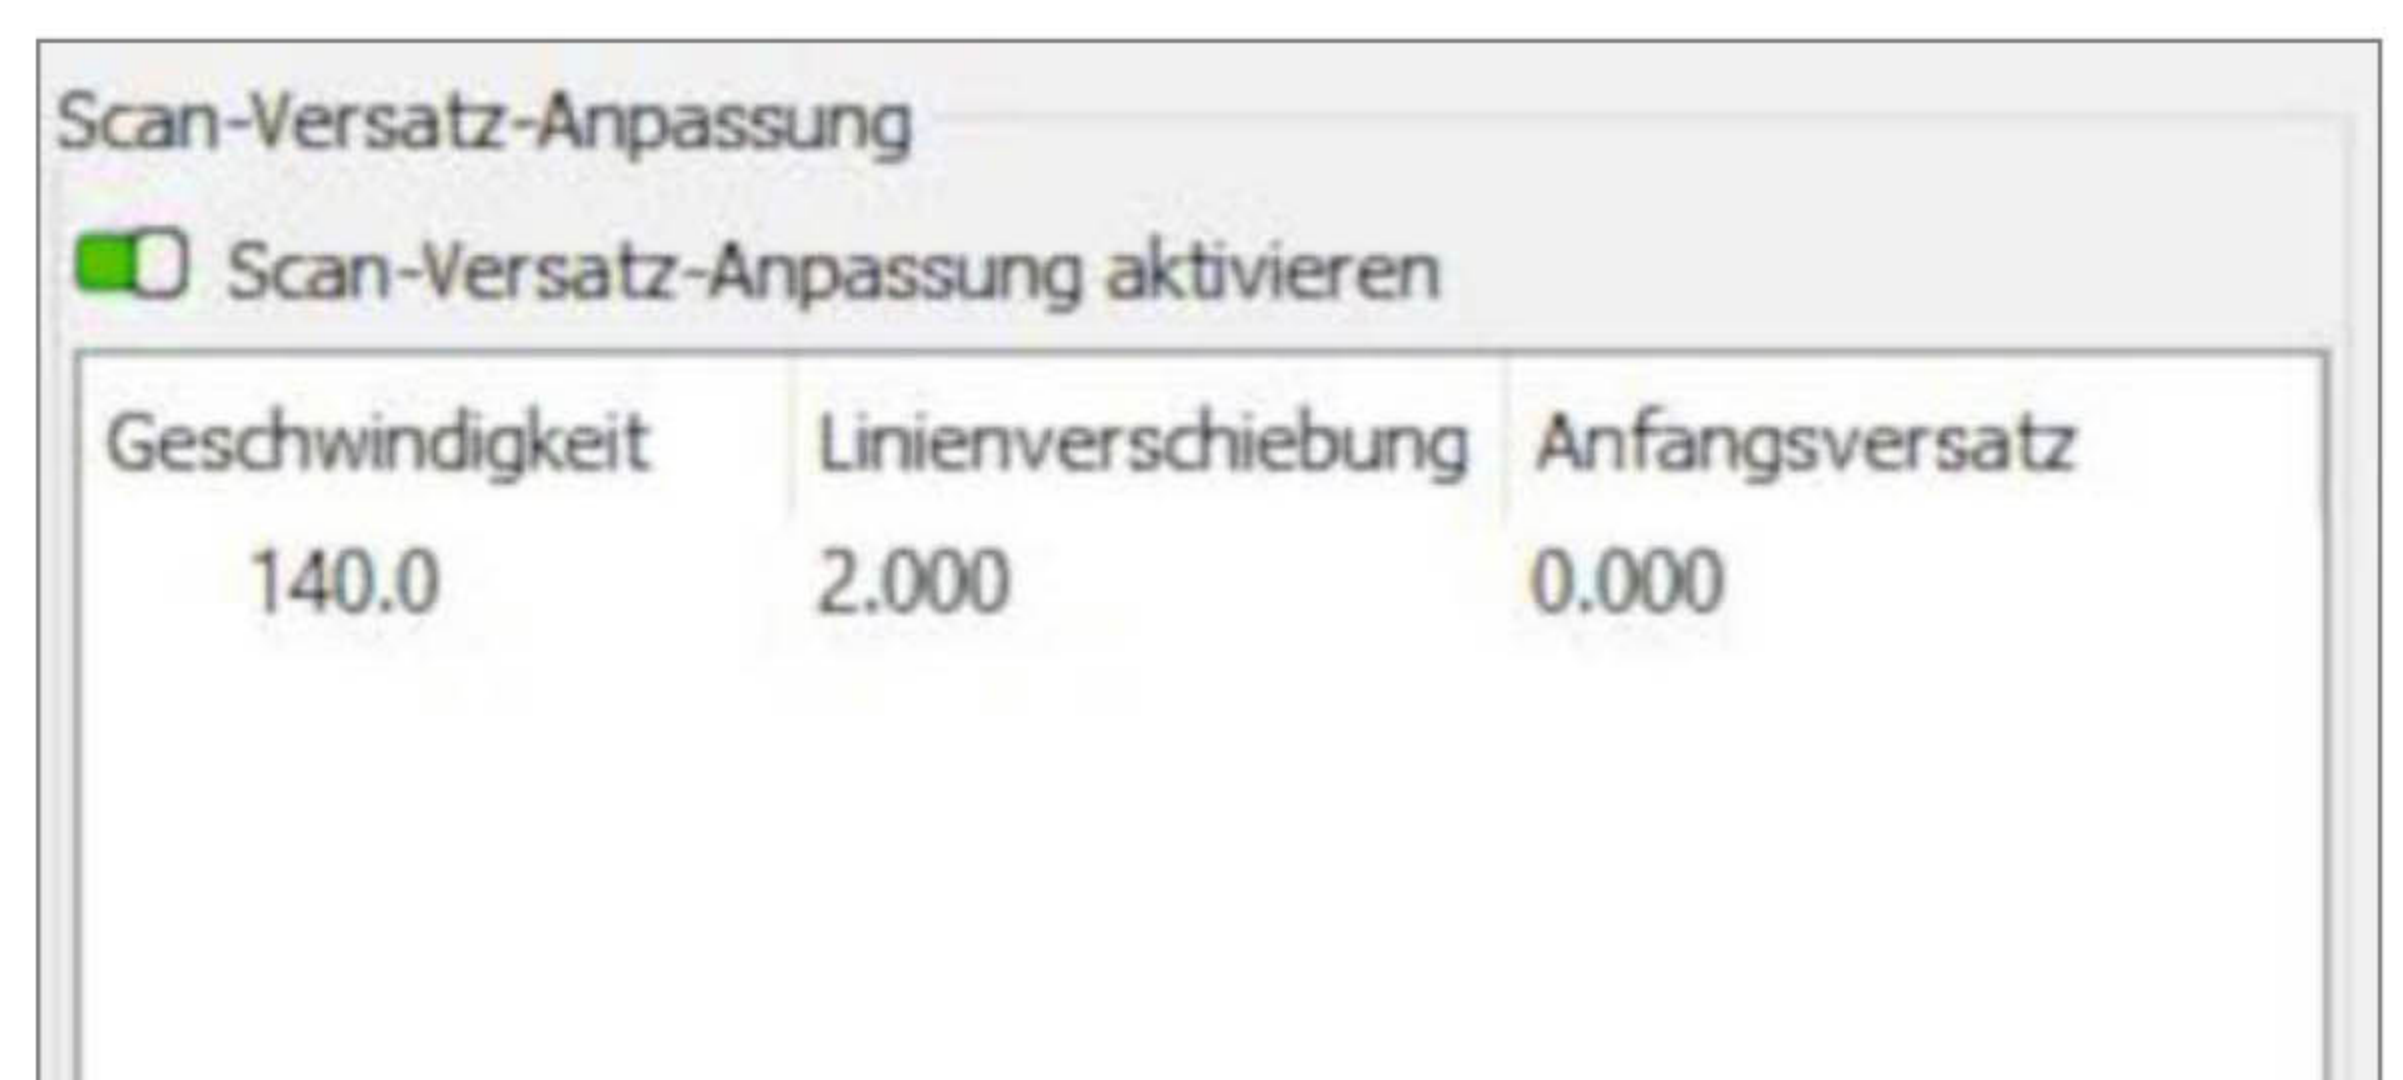 Scan-Versatz-Anpassung
Scan-Versatz-Anpassung aktivieren
Geschwindigkeit Linienverschiebung Anfangsversatz
140.0 2.000 0.000